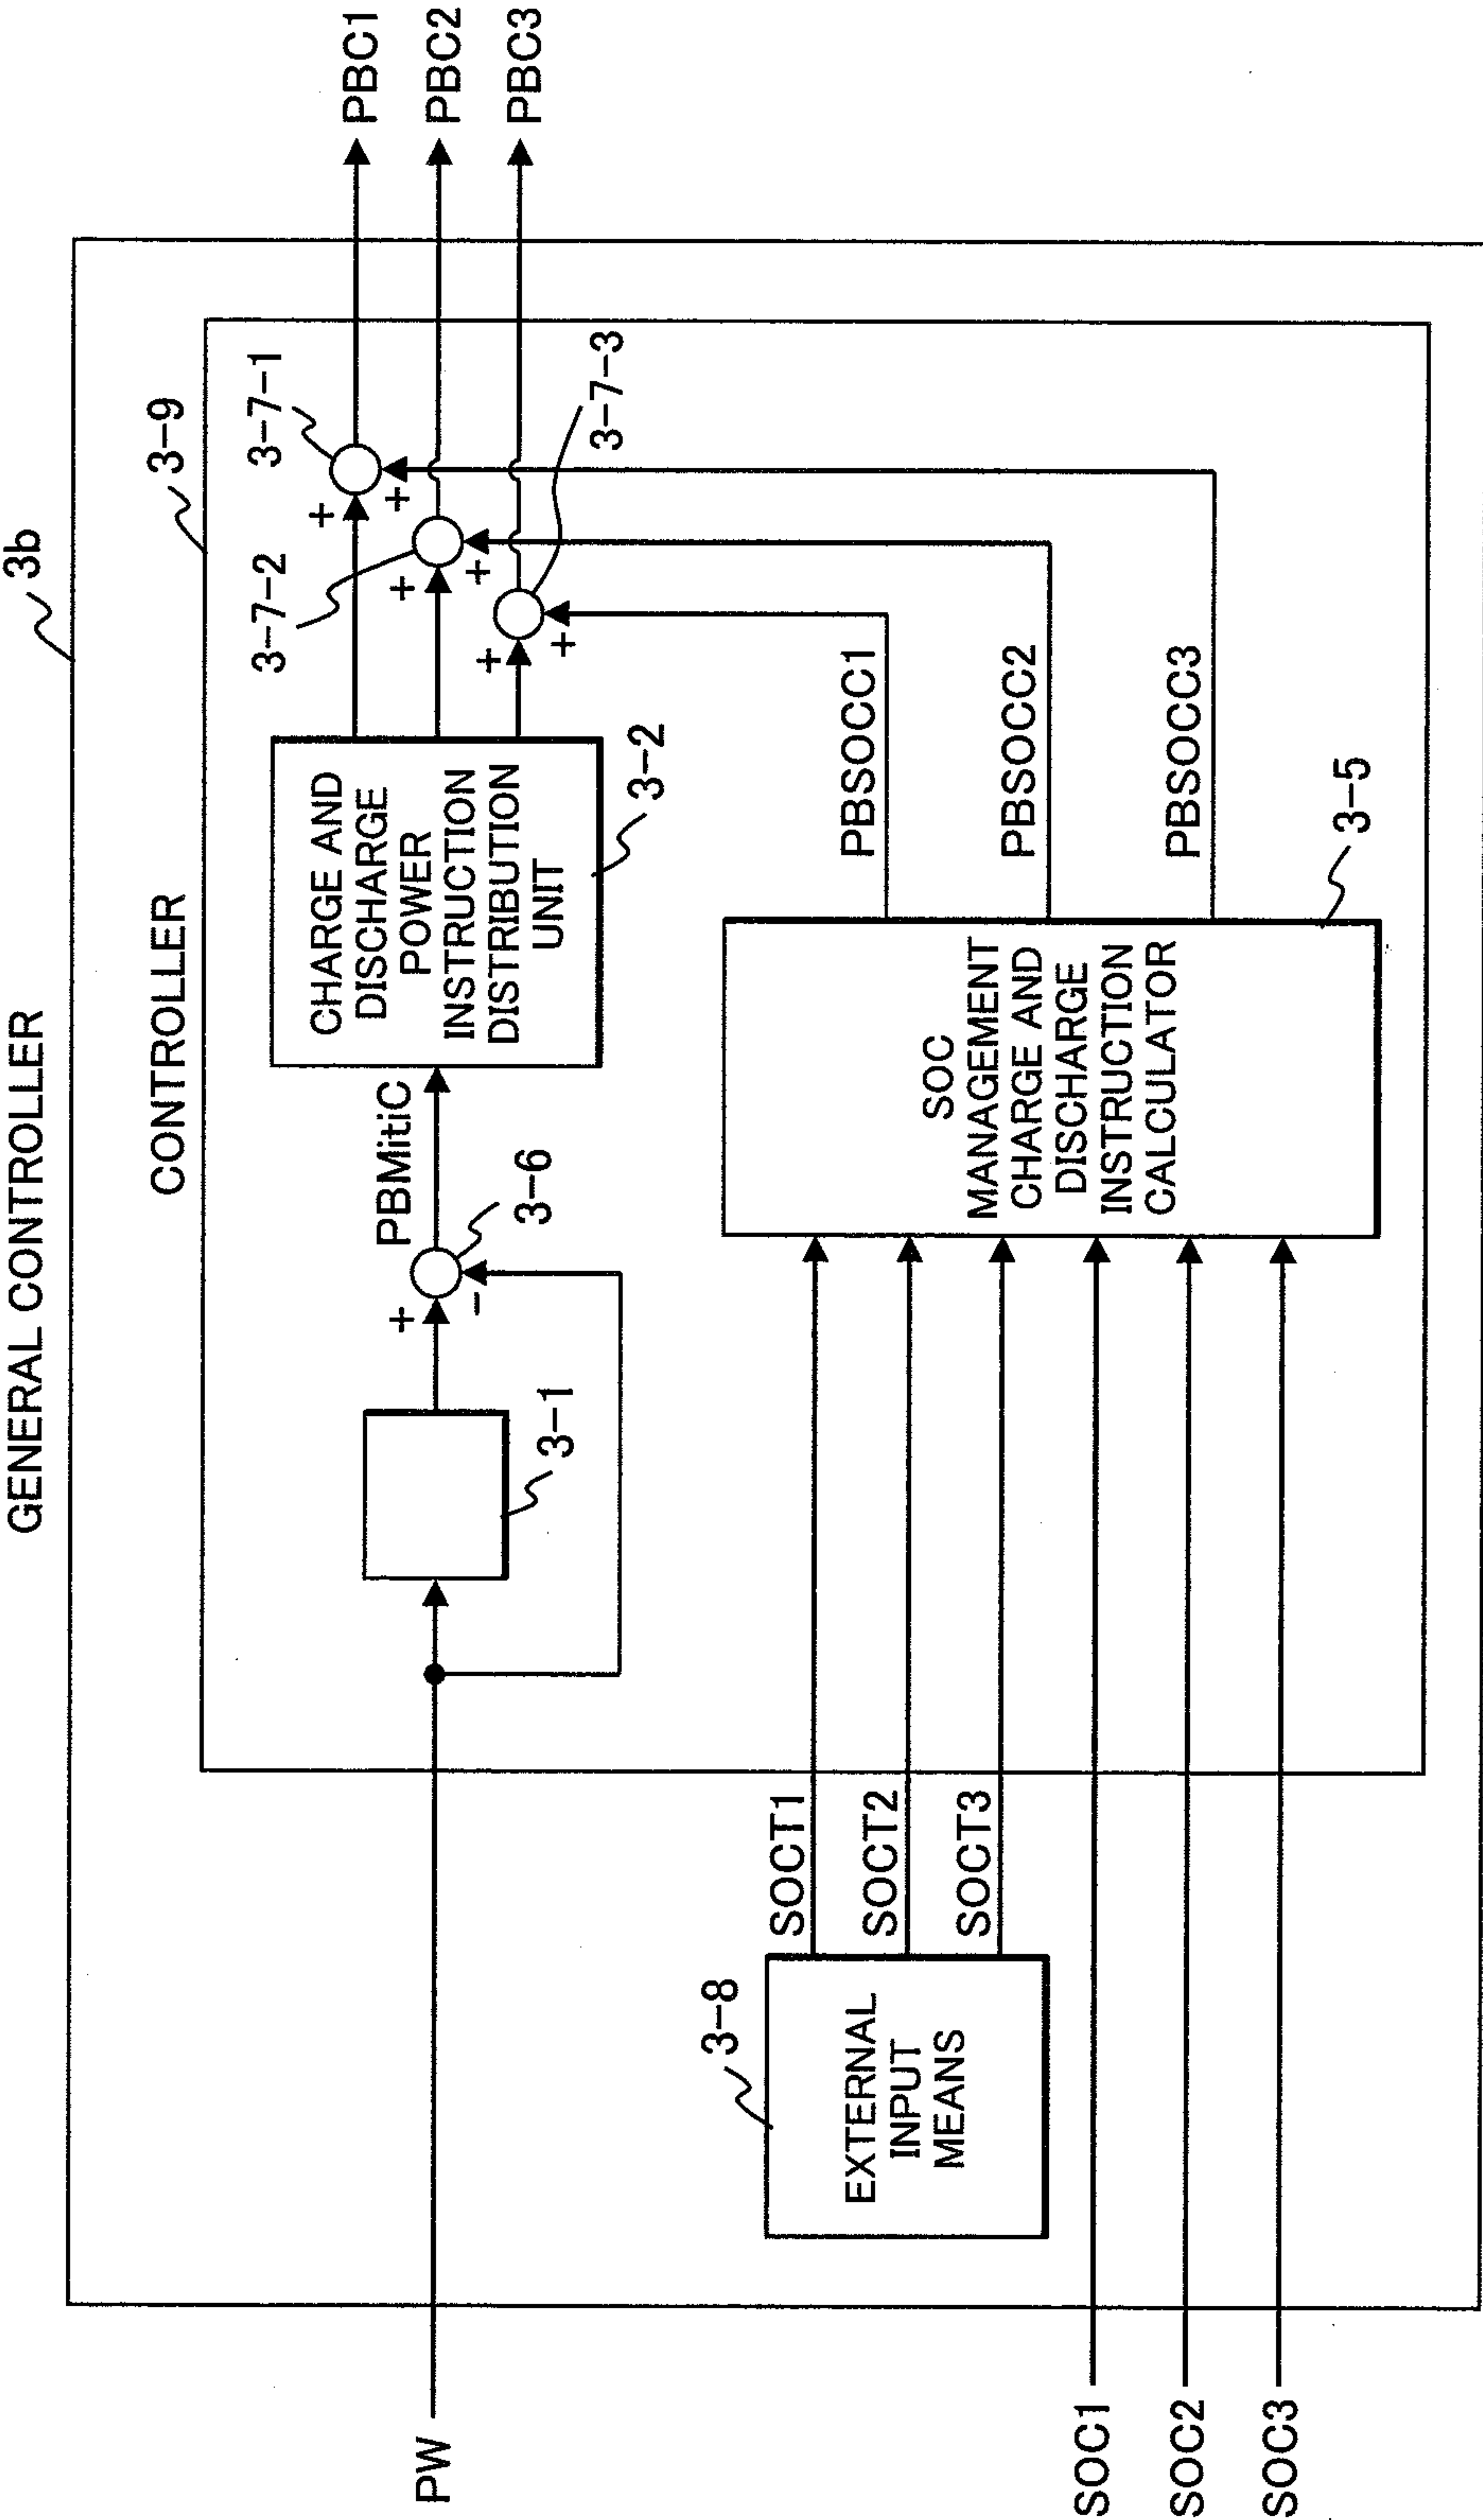 GENERAL CONTROLLER
3b
CONTROLLER
3-9
PW
3-1
+
-
3-6
PBMitiC
CHARGE AND
DISCHARGE
POWER
INSTRUCTION
DISTRIBUTION
UNIT
3-2
3-7-1
3-7-2
3-7-3
+
+
+
+
+
+
PBC1
PBC2
PBC3
3-8
EXTERNAL
INPUT
MEANS
SOCT1
SOCT2
SOCT3
SOC1
SOC2
SOC3
SOC
MANAGEMENT
CHARGE AND
DISCHARGE
INSTRUCTION
CALCULATOR
3-5
PBSOCC1
PBSOCC2
PBSOCC3